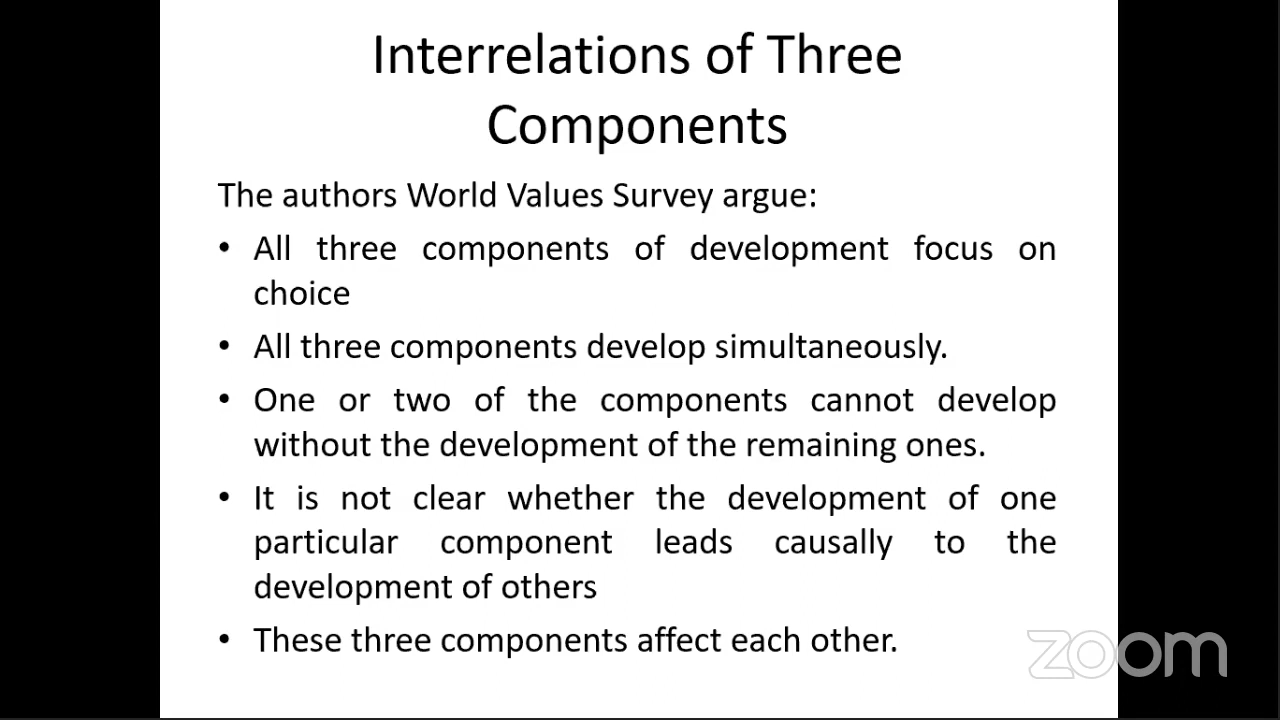 Interrelations of Three
Components
The authors World Values Survey argue:
• All three components of development focus on
choice
• All three components develop simultaneously.
• One or two of the components cannot develop
without the development of the remaining ones.
• It is not clear whether the development of one
particular component leads causally to the
development of others
• These three components affect each other.
zoom